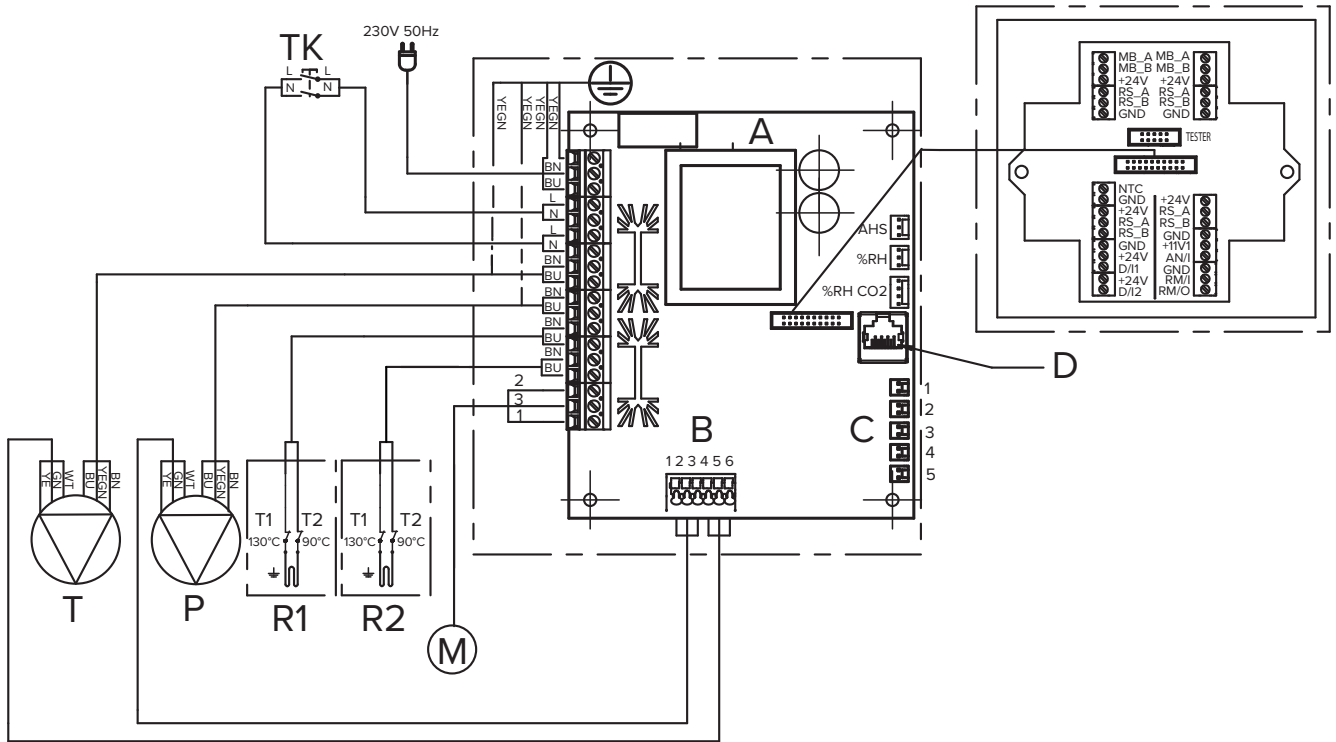 230V 50Hz
TK
L
L
N
N
YEGN
YEGN
YEGN
YEGN
BN
BU
L
N
L
N
BN
BU
BN
BU
BN
BU
BN
BU
2
3
1
A
AHS
%RH
%RH CO2
D
B
1 2 3 4 5 6
C
1
2
3
4
5
MB_A MB_A
MB_B MB_B
+24V +24V
RS_A RS_A
RS_B RS_B
GND GND
TESTER
NTC
GND
+24V
RS_A
RS_B
GND
+24V
D/I1
+24V
D/I2
+24V
RS_A
RS_B
GND
+11V1
AN/I
GND
RM/I
RM/O
YE
GN
WT
BU
YEGN
BN
T
YE
GN
WT
BU
YEGN
BN
P
T1 T2
130°C 90°C
R1
T1 T2
130°C 90°C
R2
M